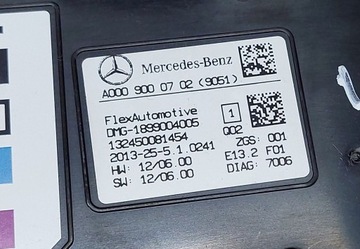 Mercedes-Benz
A000 900 07 02 (9051)
FlexAutomotive
DMG-1899004005
132450081454
2013-25-5.1.0241
HW: 12/06.00
SW: 12/06.00
1
Q02
ZGS: 001
E13.2 F01
DIAG: 7006